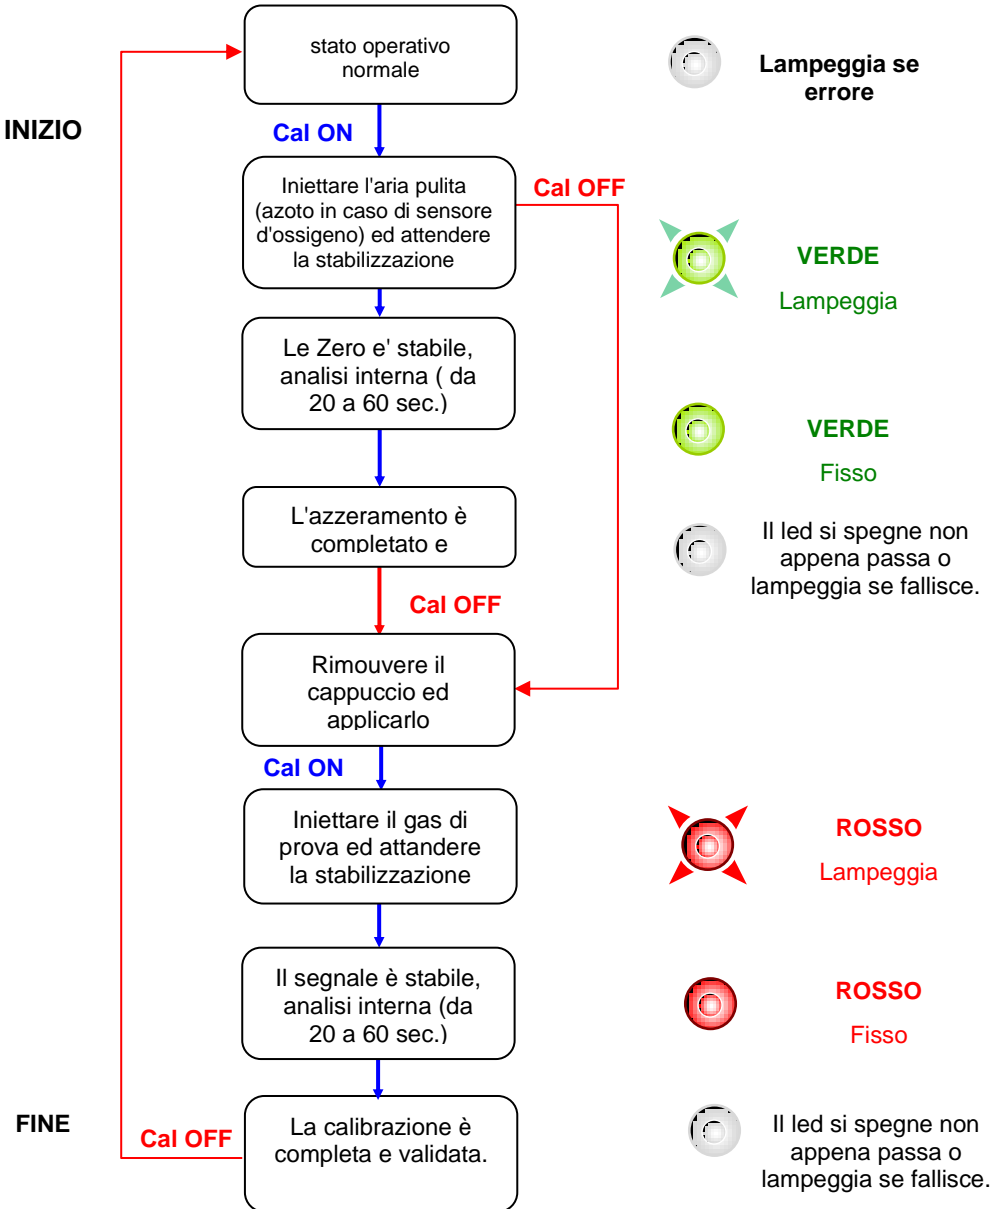 stato operativo
normale
Lampeggia se
errore
INIZIO
Cal ON
Iniettare l'aria pulita
(azoto in caso di sensore
d'ossigeno) ed attendere
la stabilizzazione
Cal OFF
VERDE
Lampeggia
Le Zero e' stabile,
analisi interna ( da
20 a 60 sec.)
VERDE
Fisso
L'azzeramento è
completato e
Il led si spegne non
appena passa o
lampeggia se fallisce.
Cal OFF
Rimouvere il
cappuccio ed
applicarlo
Cal ON
Iniettare il gas di
prova ed attandere
la stabilizzazione
ROSSO
Lampeggia
Il segnale è stabile,
analisi interna (da
20 a 60 sec.)
ROSSO
Fisso
FINE
Cal OFF
La calibrazione è
completa e validata.
Il led si spegne non
appena passa o
lampeggia se fallisce.